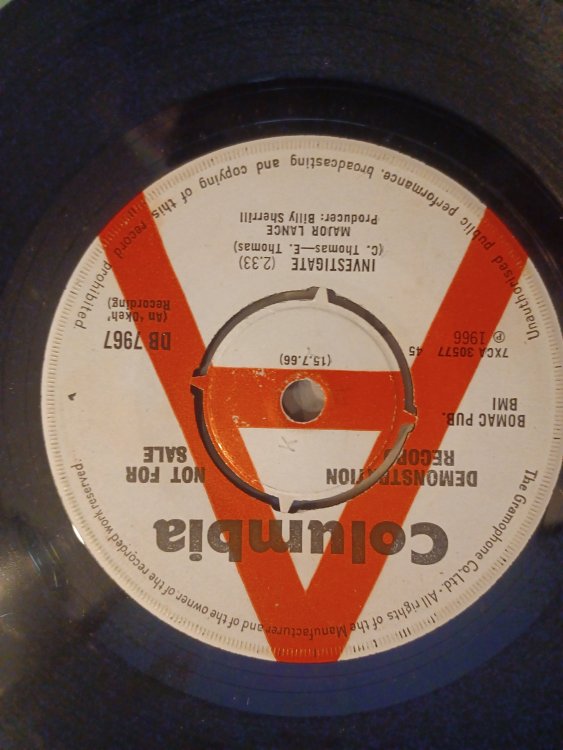 The Gramophone Co., Ltd · All rights of the Manufacturer and of the owner of the recorded work reserved.
Unauthorised public performance, broadcasting and copying of this record prohibited.
Columbia
DEMONSTRATION
RECORD
NOT FOR
SALE
BOMAC PUB.
BMI
(15.7.66)
7XCA 30577 45
℗ 1966
DB 7967
(An 'Okeh'
Recording)
INVESTIGATE (2.33)
(C. Thomas—E. Thomas)
MAJOR LANCE
Producer: Billy Sherrill
A
K